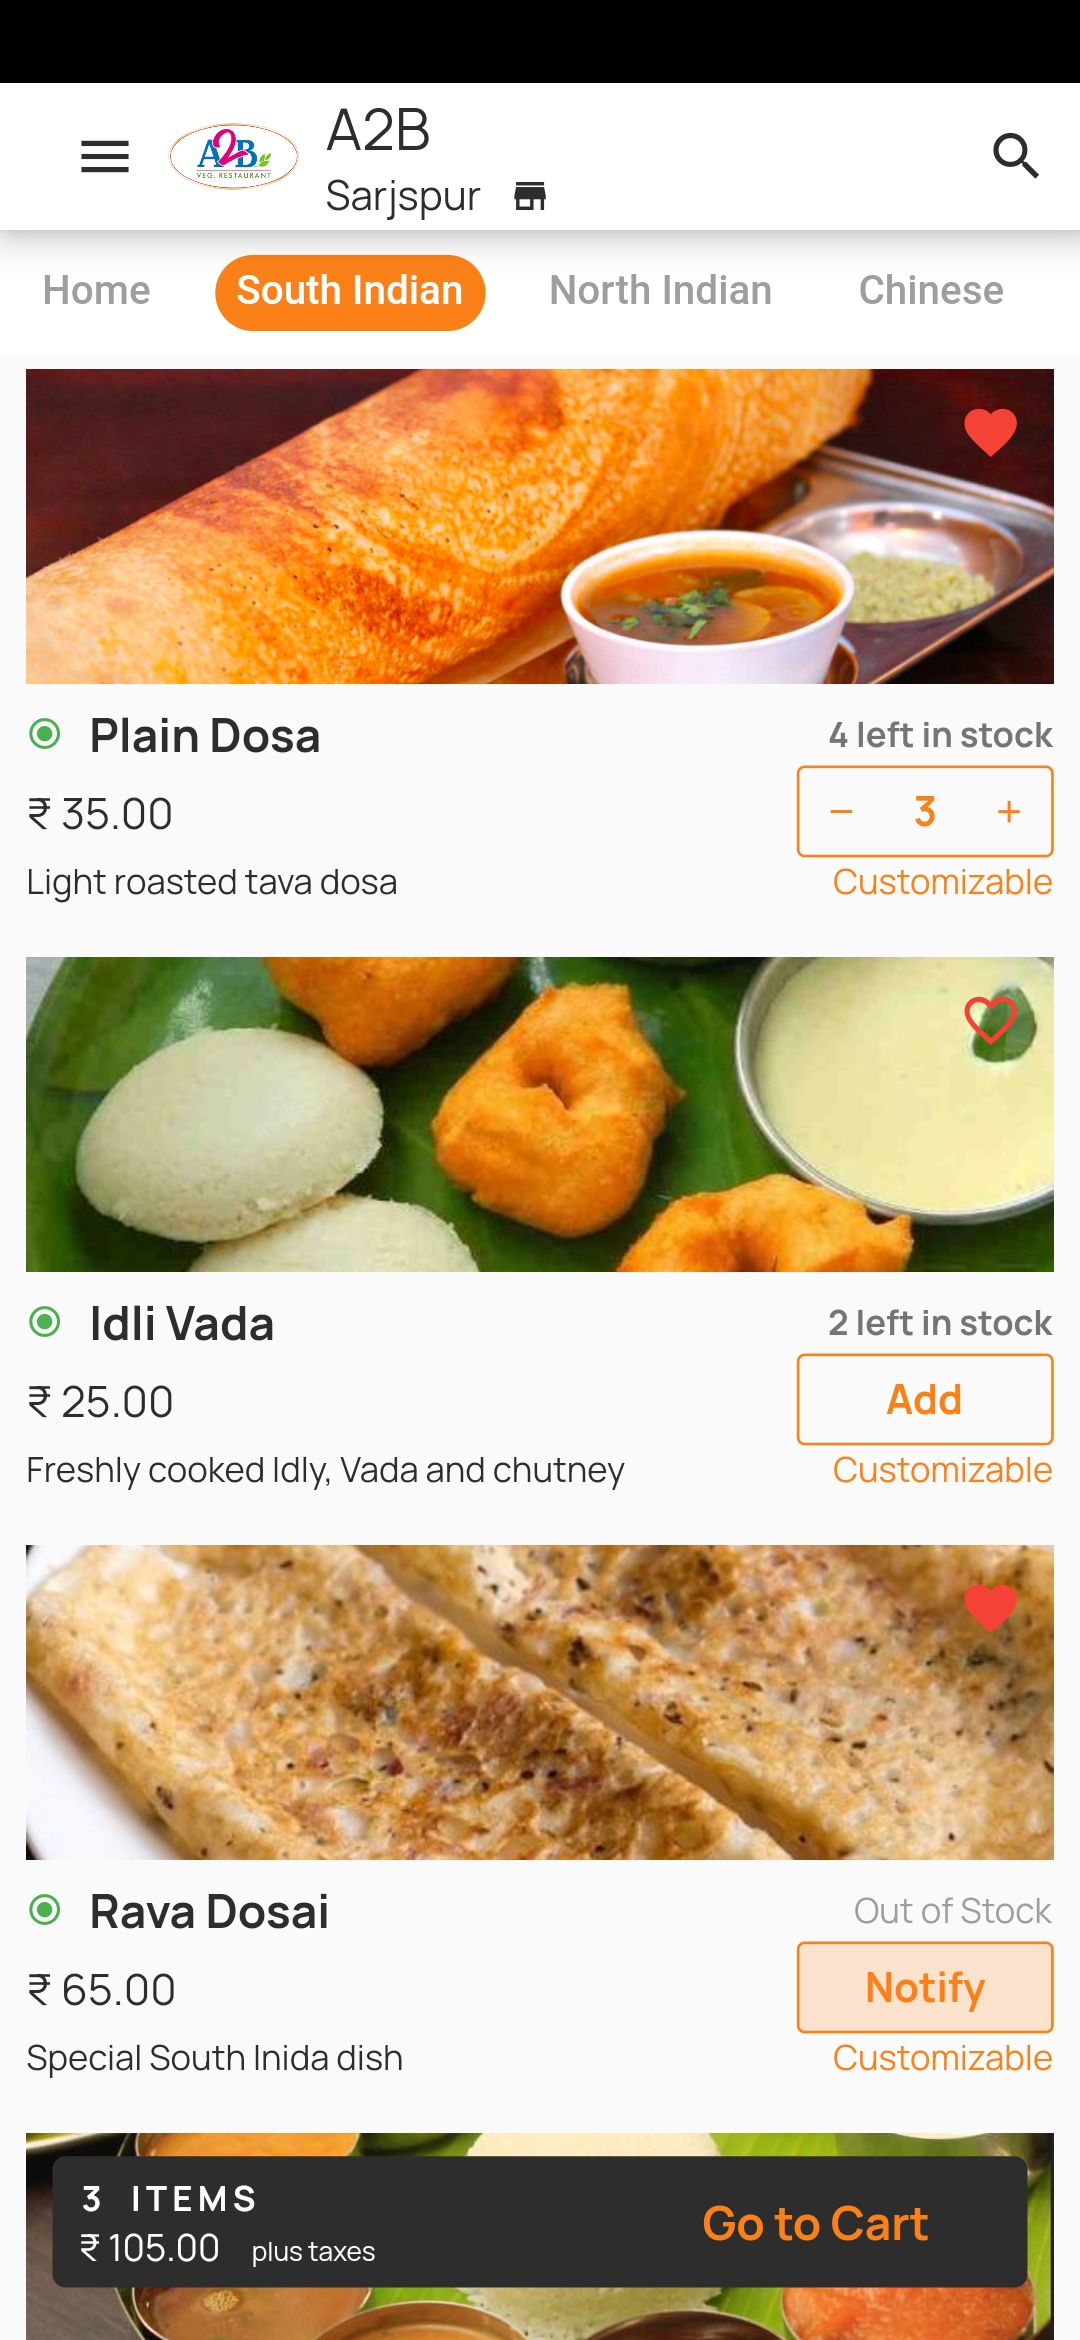 A2B
VEG. RESTAURANT
A2B
Sarjspur
Home South Indian North Indian Chinese
Plain Dosa 4 left in stock
₹ 35.00 − 3 +
Light roasted tava dosa Customizable
Idli Vada 2 left in stock
₹ 25.00 Add
Freshly cooked Idly, Vada and chutney Customizable
Rava Dosai Out of Stock
₹ 65.00 Notify
Special South Inida dish Customizable
3 ITEMS
₹ 105.00 plus taxes Go to Cart